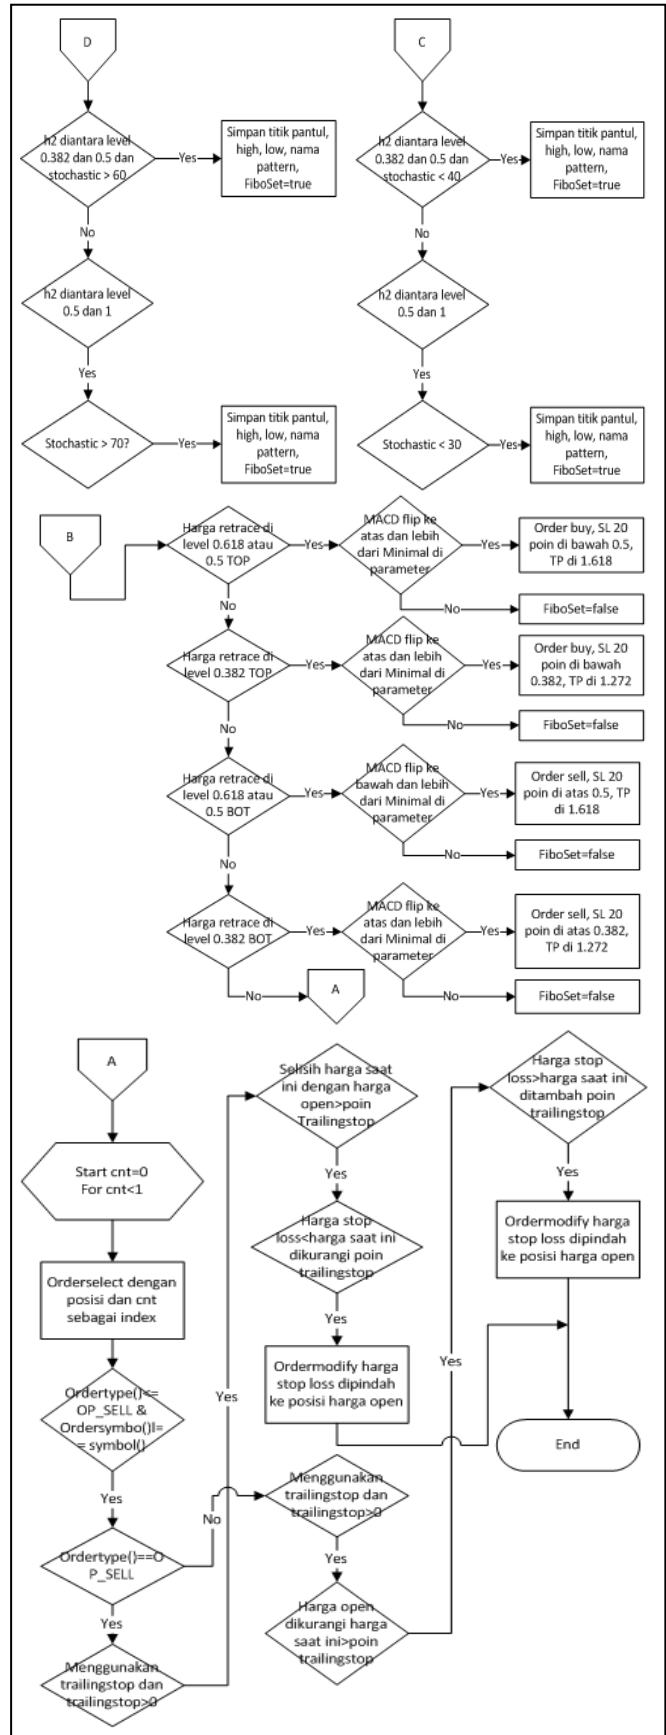 D
h2 diantara level
0.382 dan 0.5 dan
stochastic > 60
Yes
Simpan titik pantul,
high, low, nama
pattern,
FiboSet=true
No
h2 diantara level
0.5 dan 1
Yes
Stochastic > 70?
Yes
Simpan titik pantul,
high, low, nama
pattern,
FiboSet=true
C
h2 diantara level
0.382 dan 0.5 dan
stochastic < 40
Yes
Simpan titik pantul,
high, low, nama
pattern,
FiboSet=true
No
h2 diantara level
0.5 dan 1
Yes
Stochastic < 30
Yes
Simpan titik pantul,
high, low, nama
pattern,
FiboSet=true
B
Harga retrace di
level 0.618 atau
0.5 TOP
Yes
MACD flip ke
atas dan lebih
dari Minimal di
parameter
Yes
Order buy, SL 20
poin di bawah 0.5,
TP di 1.618
No
FiboSet=false
No
Harga retrace di
level 0.382 TOP
Yes
MACD flip ke
atas dan lebih
dari Minimal di
parameter
Yes
Order buy, SL 20
poin di bawah
0.382, TP di 1.272
No
FiboSet=false
No
Harga retrace di
level 0.618 atau
0.5 BOT
Yes
MACD flip ke
bawah dan lebih
dari Minimal di
parameter
Yes
Order sell, SL 20
poin di atas 0.5, TP
di 1.618
No
FiboSet=false
No
Harga retrace di
level 0.382 BOT
Yes
MACD flip ke
atas dan lebih
dari Minimal di
parameter
Yes
Order sell, SL 20
poin di atas 0.382,
TP di 1.272
No
FiboSet=false
No
A
A
Start cnt=0
For cnt<1
Orderselect dengan
posisi dan cnt
sebagai index
Ordertype()<=
OP_SELL &
Ordersymbo()l=
= symbol()
Yes
Ordertype()==O
P_SELL
No
Yes
Menggunakan
trailingstop dan
trailingstop>0
Yes
Selisih harga saat
ini dengan harga
open>poin
Trailingstop
Yes
Harga stop
loss<harga saat ini
dikurangi poin
trailingstop
Yes
Ordermodify harga
stop loss dipindah
ke posisi harga open
Menggunakan
trailingstop dan
trailingstop>0
Yes
Harga open
dikurangi harga
saat ini>poin
trailingstop
Yes
Harga stop
loss>harga saat ini
ditambah poin
trailingstop
Yes
Ordermodify harga
stop loss dipindah
ke posisi harga open
End